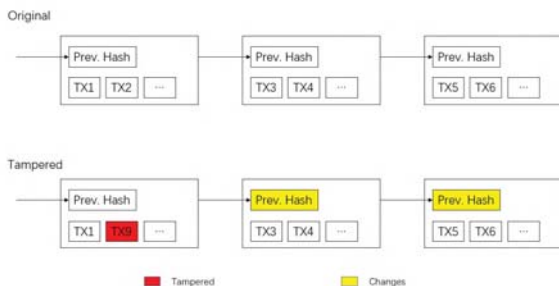 Original
Prev. Hash Prev. Hash Prev. Hash
TX1 TX2 ... TX3 TX4 ... TX5 TX6 ...
Tampered
Prev. Hash Prev. Hash Prev. Hash
TX1 TX9 ... TX3 TX4 ... TX5 TX6 ...
Tampered Changes